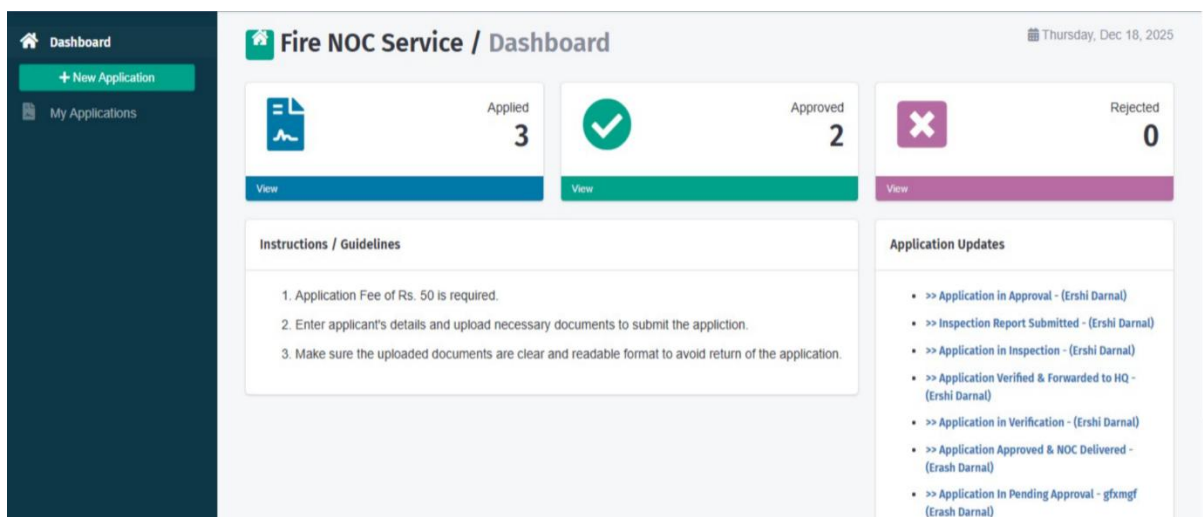 Dashboard
+ New Application
My Applications
Fire NOC Service / Dashboard
Thursday, Dec 18, 2025
Applied
3
View
Approved
2
View
Rejected
0
View
Instructions / Guidelines
1. Application Fee of Rs. 50 is required.
2. Enter applicant's details and upload necessary documents to submit the appliction.
3. Make sure the uploaded documents are clear and readable format to avoid return of the application.
Application Updates
• >> Application in Approval - (Ershi Darnal)
• >> Inspection Report Submitted - (Ershi Darnal)
• >> Application in Inspection - (Ershi Darnal)
• >> Application Verified & Forwarded to HQ -
(Ershi Darnal)
• >> Application in Verification - (Ershi Darnal)
• >> Application Approved & NOC Delivered -
(Erash Darnal)
• >> Application In Pending Approval - gfxmgf
(Erash Darnal)